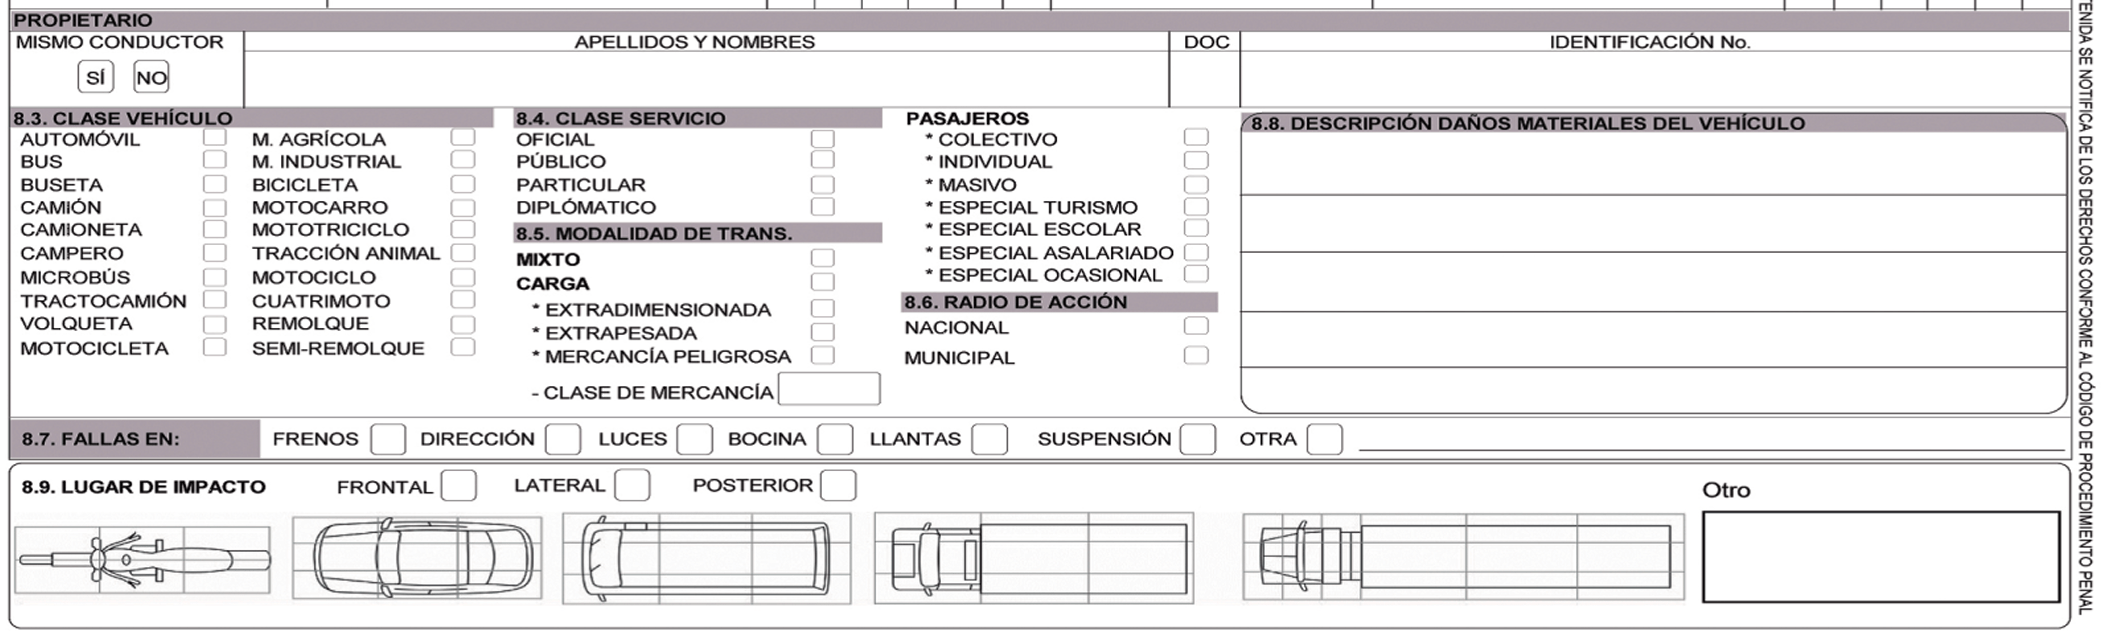 PROPIETARIO
MISMO CONDUCTOR
SÍ NO
APELLIDOS Y NOMBRES
DOC
IDENTIFICACIÓN No.
8.3. CLASE VEHÍCULO
AUTOMÓVIL
BUS
BUSETA
CAMIÓN
CAMIONETA
CAMPERO
MICROBÚS
TRACTOCAMIÓN
VOLQUETA
MOTOCICLETA
M. AGRÍCOLA
M. INDUSTRIAL
BICICLETA
MOTOCARRO
MOTOTRICICLO
TRACCIÓN ANIMAL
MOTOCICLO
CUATRIMOTO
REMOLQUE
SEMI-REMOLQUE
8.4. CLASE SERVICIO
OFICIAL
PÚBLICO
PARTICULAR
DIPLÓMATICO
8.5. MODALIDAD DE TRANS.
MIXTO
CARGA
* EXTRADIMENSIONADA
* EXTRAPESADA
* MERCANCÍA PELIGROSA
- CLASE DE MERCANCÍA
PASAJEROS
* COLECTIVO
* INDIVIDUAL
* MASIVO
* ESPECIAL TURISMO
* ESPECIAL ESCOLAR
* ESPECIAL ASALARIADO
* ESPECIAL OCASIONAL
8.6. RADIO DE ACCIÓN
NACIONAL
MUNICIPAL
8.8. DESCRIPCIÓN DAÑOS MATERIALES DEL VEHÍCULO
8.7. FALLAS EN: FRENOS DIRECCIÓN LUCES BOCINA LLANTAS SUSPENSIÓN OTRA
8.9. LUGAR DE IMPACTO FRONTAL LATERAL POSTERIOR
Otro
TENIDA SE NOTIFICA DE LOS DERECHOS CONFORME AL CÓDIGO DE PROCEDIMIENTO PENAL